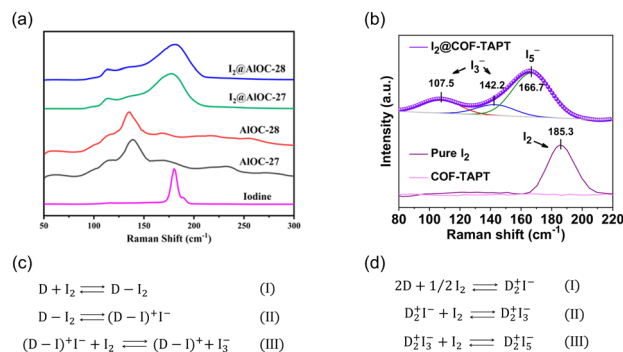 (a)
I₂@AlOC-28
I₂@AlOC-27
AlOC-28
AlOC-27
Iodine
50 100 150 200 250 300
Raman Shift (cm⁻¹)
(b)
Intensity (a.u.)
I₂@COF-TAPT
I₃⁻
I₅⁻
107.5
142.2
166.7
I₂
185.3
Pure I₂
COF-TAPT
80 100 120 140 160 180 200 220
Raman shift (cm⁻¹)
(c)
D + I₂ ⇌ D − I₂ (I)
D − I₂ ⇌ (D − I)⁺I⁻ (II)
(D − I)⁺I⁻ + I₂ ⇌ (D − I)⁺ + I₃⁻ (III)
(d)
2D + 1/2 I₂ ⇌ D₂⁺I⁻ (I)
D₂⁺I⁻ + I₂ ⇌ D₂⁺I₃⁻ (II)
D₂⁺I₃⁻ + I₂ ⇌ D₂⁺I₅⁻ (III)